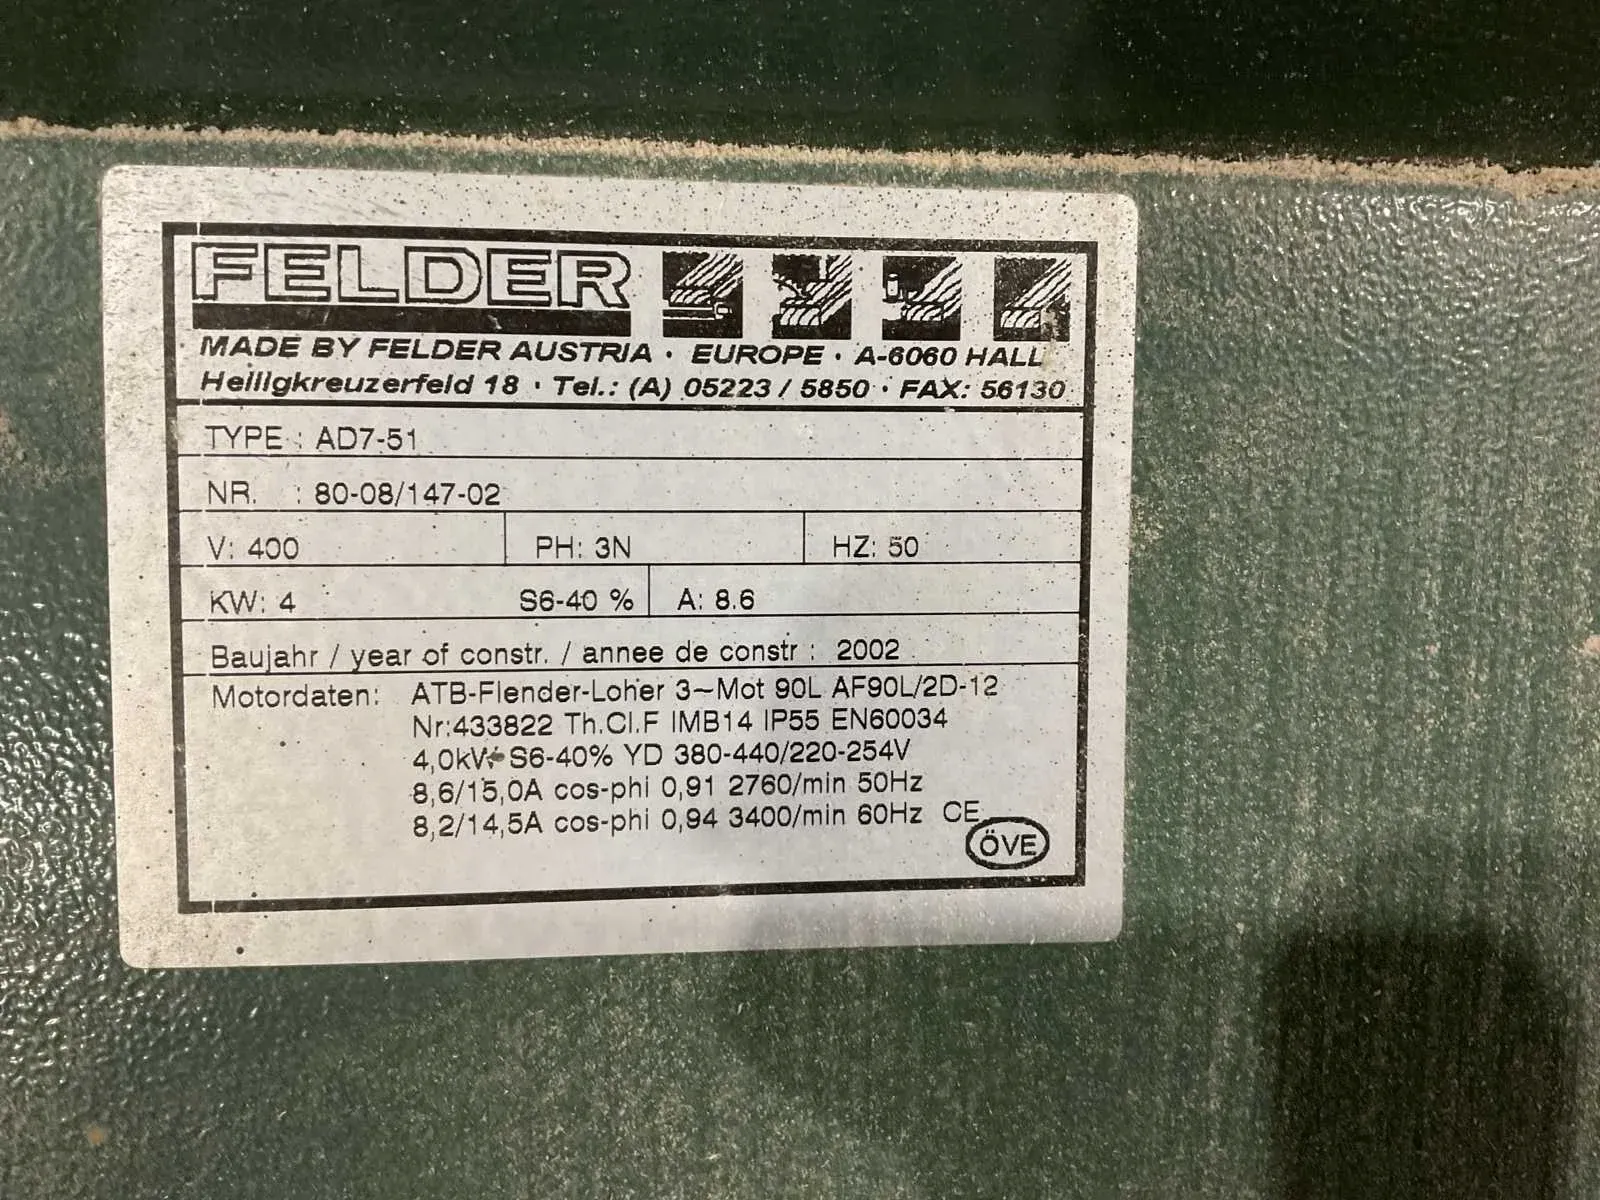 FELDER
MADE BY FELDER AUSTRIA · EUROPE · A-6060 HALL
Heiligkreuzerfeld 18 · Tel.: (A) 05223 / 5850 · FAX: 56130
TYPE : AD7-51
NR. : 80-08/147-02
V: 400 PH: 3N HZ: 50
KW: 4 S6-40 % A: 8.6
Baujahr / year of constr. / annee de constr : 2002
Motordaten: ATB-Flender-Loher 3~Mot 90L AF90L/2D-12
Nr:433822 Th.Cl.F IMB14 IP55 EN60034
4,0kW S6-40% YD 380-440/220-254V
8,6/15,0A cos-phi 0,91 2760/min 50Hz
8,2/14,5A cos-phi 0,94 3400/min 60Hz CE
ÖVE